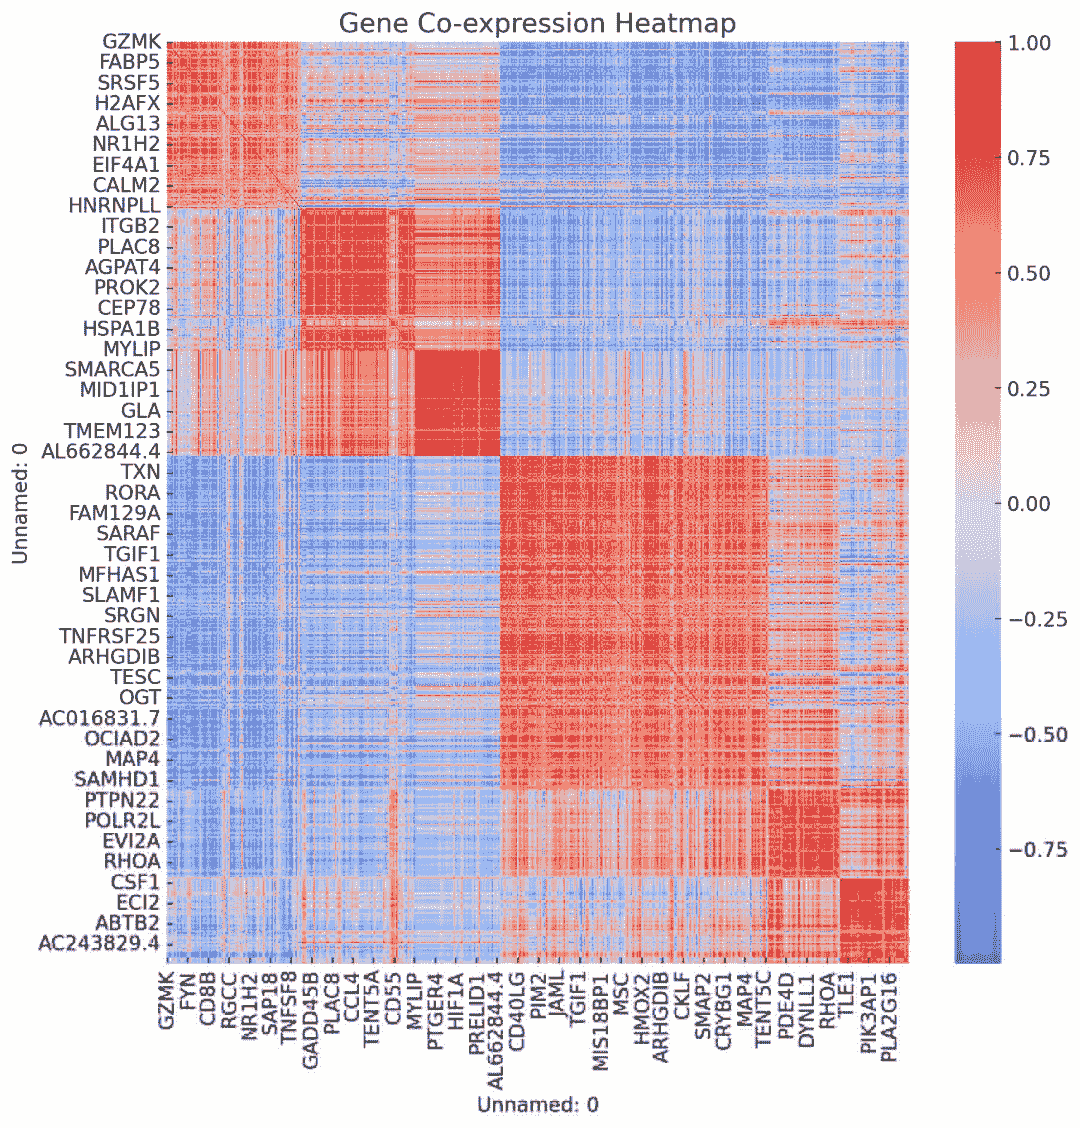 Gene Co-expression Heatmap
GZMK
FABP5
SRSF5
H2AFX
ALG13
NR1H2
EIF4A1
CALM2
HNRNPLL
ITGB2
PLAC8
AGPAT4
PROK2
CEP78
HSPA1B
MYLIP
SMARCA5
MID1IP1
GLA
TMEM123
AL662844.4
TXN
RORA
FAM129A
SARAF
TGIF1
MFHAS1
SLAMF1
SRGN
TNFRSF25
ARHGDIB
TESC
OGT
AC016831.7
OCIAD2
MAP4
SAMHD1
PTPN22
POLR2L
EVI2A
RHOA
CSF1
ECI2
ABTB2
AC243829.4
Unnamed: 0
GZMK
FYN
CD8B
RGCC
NR1H2
SAP18
TNFSF8
GADD45B
PLAC8
CCL4
TENT5A
CD55
MYLIP
PTGER4
HIF1A
PRELID1
AL662844.4
CD40LG
PIM2
JAML
TGIF1
MIS18BP1
MSC
HMOX2
ARHGDIB
CKLF
SMAP2
CRYBG1
MAP4
TENT5C
PDE4D
DYNLL1
RHOA
TLE1
PIK3AP1
PLA2G16
Unnamed: 0
1.00
0.75
0.50
0.25
0.00
−0.25
−0.50
−0.75